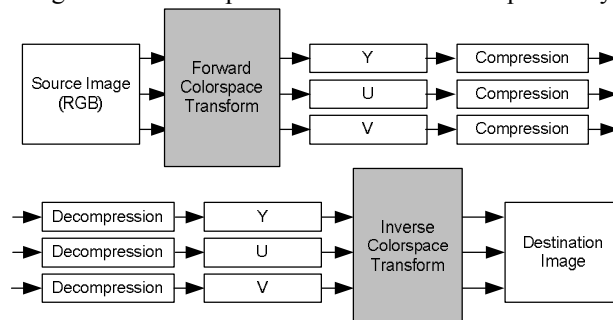 Source Image
(RGB)
Forward
Colorspace
Transform
Y
Compression
U
Compression
V
Compression
Decompression
Y
Decompression
U
Decompression
V
Inverse
Colorspace
Transform
Destination
Image